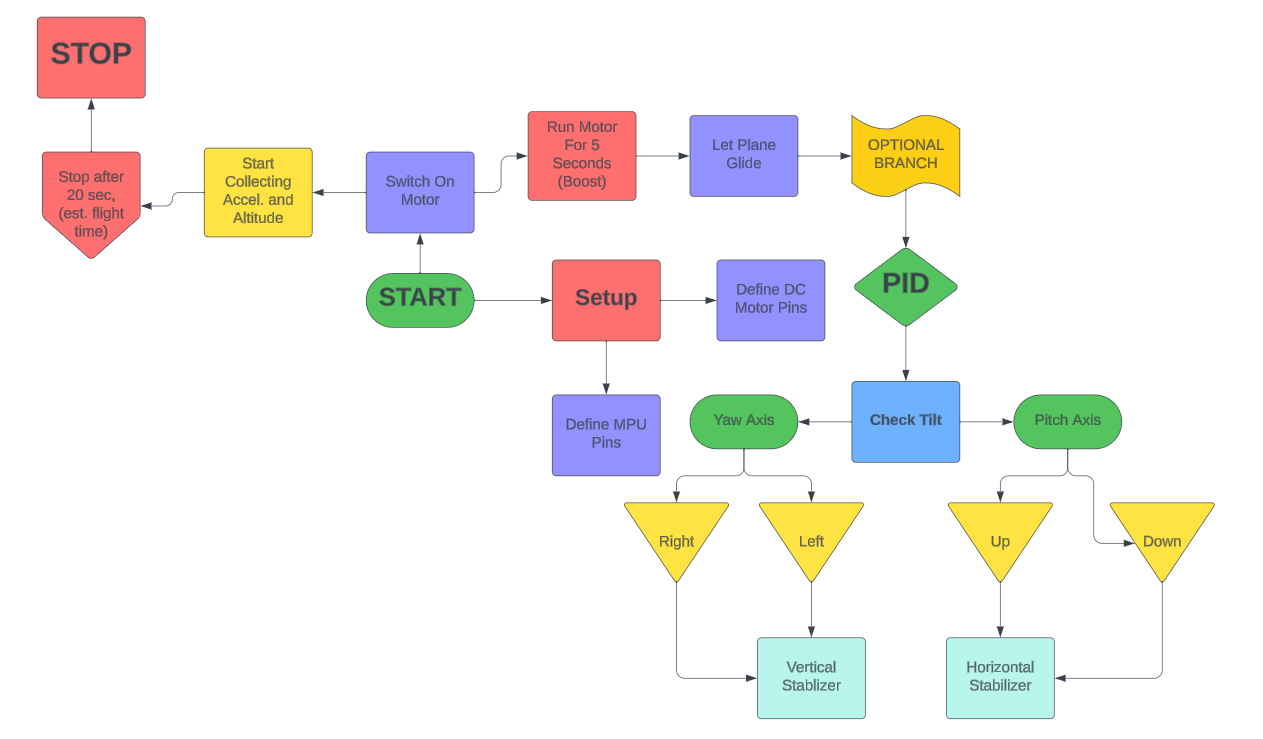 STOP
Stop after
20 sec,
(est. flight
time)
Start
Collecting
Accel. and
Altitude
Switch On
Motor
Run Motor
For 5
Seconds
(Boost)
Let Plane
Glide
OPTIONAL
BRANCH
START
Setup
Define DC
Motor Pins
PID
Define MPU
Pins
Yaw Axis
Check Tilt
Pitch Axis
Right
Left
Up
Down
Vertical
Stablizer
Horizontal
Stabilizer